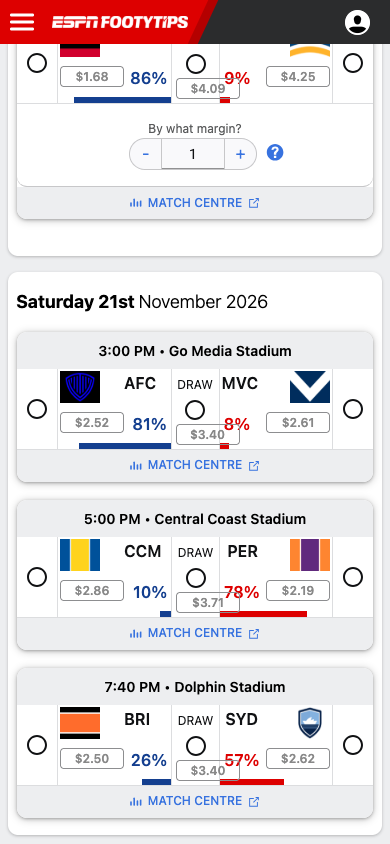 ESPN FOOTYTIPS
$1.68 86% $4.09 9% $4.25
By what margin?
- 1 + ?
MATCH CENTRE
Saturday 21st November 2026
3:00 PM • Go Media Stadium
AFC DRAW MVC
$2.52 81% $3.40 8% $2.61
MATCH CENTRE
5:00 PM • Central Coast Stadium
CCM DRAW PER
$2.86 10% $3.71 78% $2.19
MATCH CENTRE
7:40 PM • Dolphin Stadium
BRI DRAW SYD
$2.50 26% $3.40 57% $2.62
MATCH CENTRE